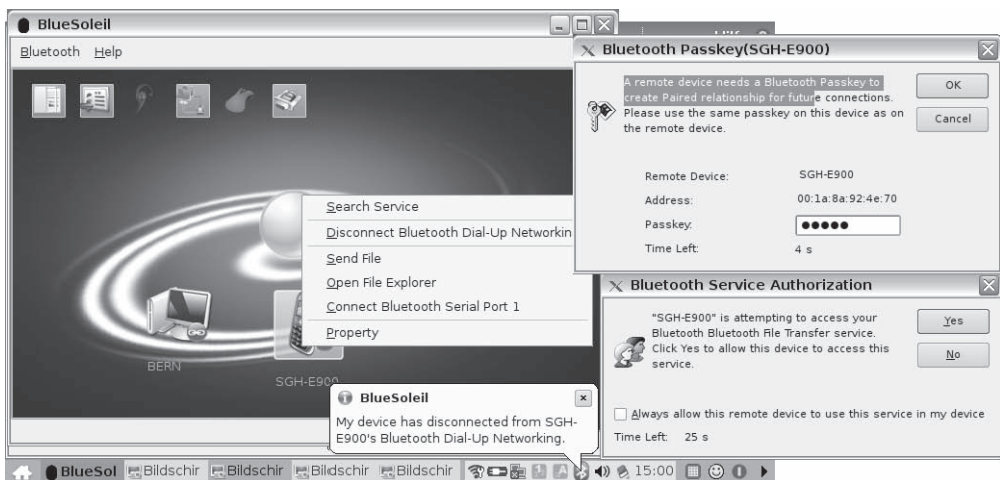 BlueSoleil
Bluetooth Help
Search Service
Disconnect Bluetooth Dial-Up Networkin
Send File
Open File Explorer
Connect Bluetooth Serial Port 1
Property
BERN
SGH-E900
BlueSoleil
My device has disconnected from SGH-
E900's Bluetooth Dial-Up Networking.
Bluetooth Passkey(SGH-E900)
A remote device needs a Bluetooth Passkey to
create Paired relationship for future connections.
Please use the same passkey on this device as on
the remote device.
OK
Cancel
Remote Device: SGH-E900
Address: 00:1a:8a:92:4e:70
Passkey: ●●●●●
Time Left: 4 s
Bluetooth Service Authorization
"SGH-E900" is attempting to access your
Bluetooth Bluetooth File Transfer service.
Click Yes to allow this device to access this
service.
Yes
No
Always allow this remote device to use this service in my device
Time Left: 25 s
BlueSol Bildschir Bildschir Bildschir Bildschir 1 A 15:00